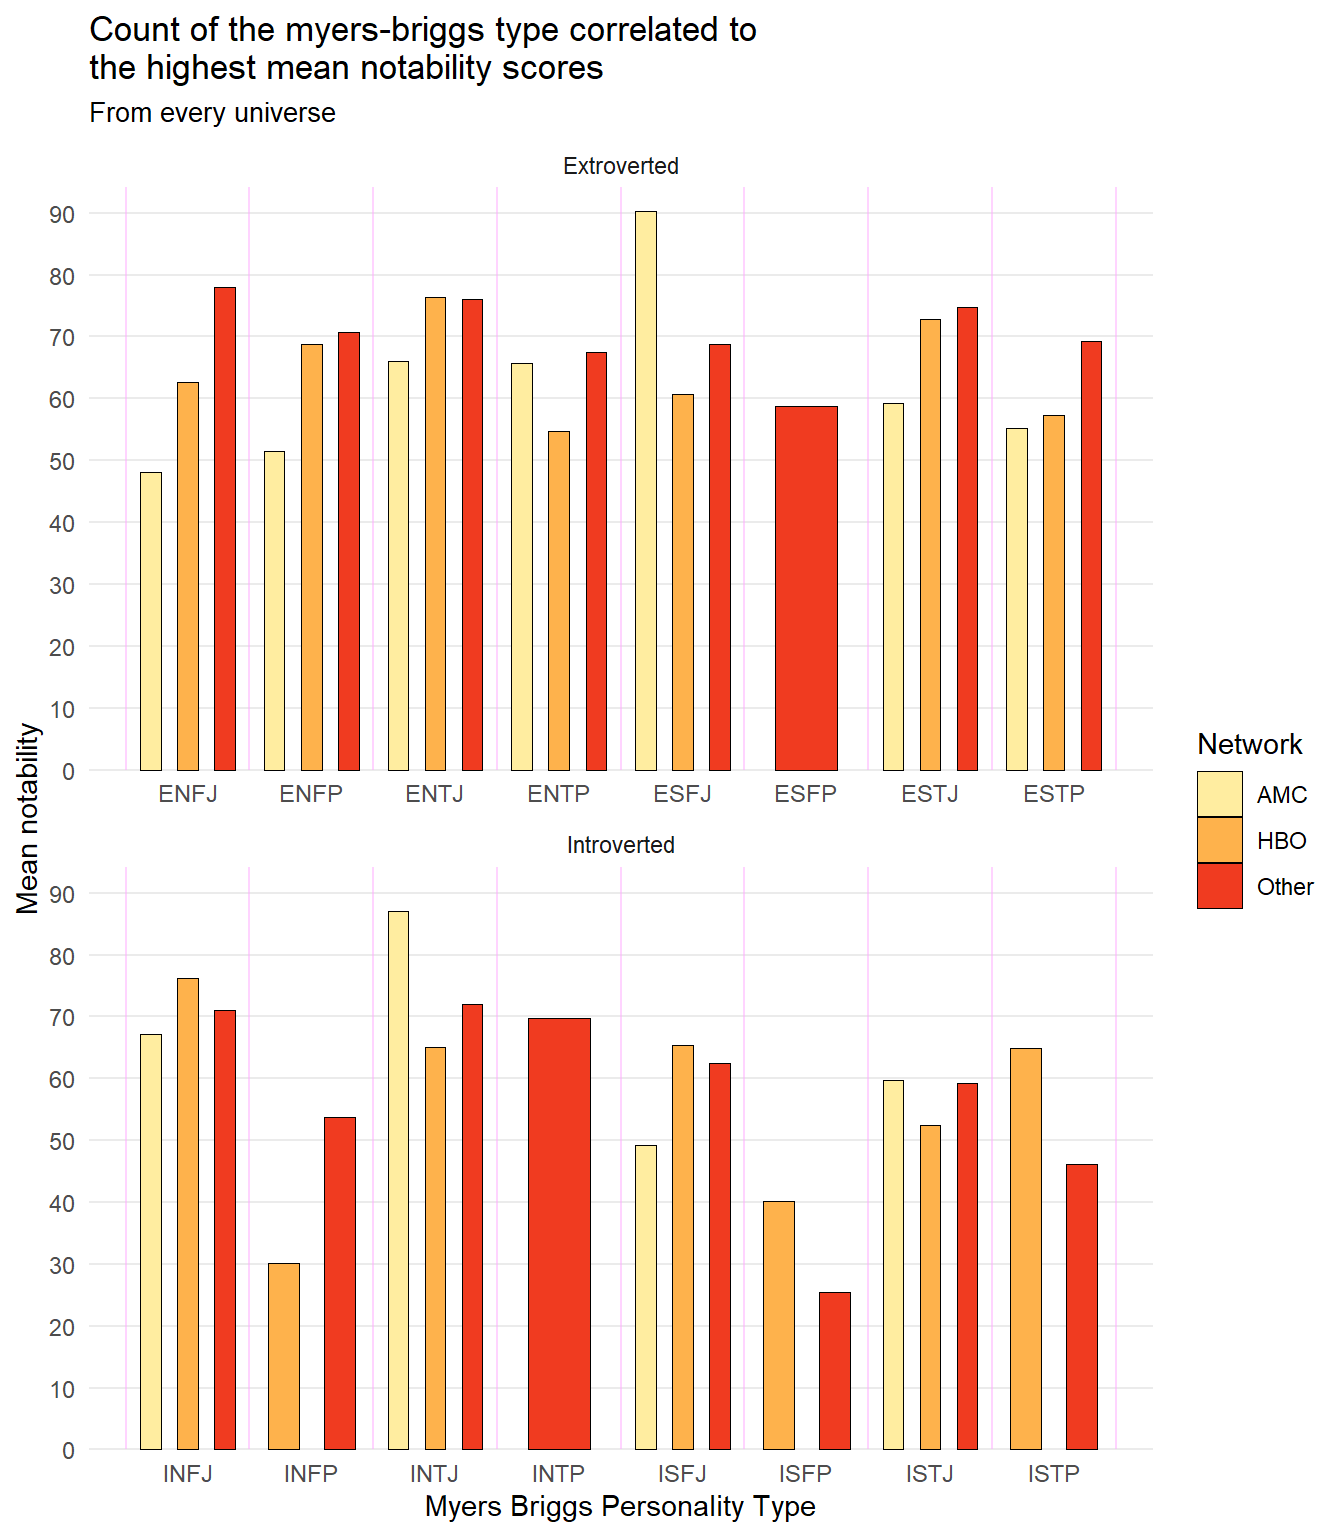 Count of the myers-briggs type correlated to
the highest mean notability scores
From every universe
Extroverted
90
80
70
60
50
40
30
20
10
0
ENFJ ENFP ENTJ ENTP ESFJ ESFP ESTJ ESTP
Mean notability
Introverted
90
80
70
60
50
40
30
20
10
0
INFJ INFP INTJ INTP ISFJ ISFP ISTJ ISTP
Myers Briggs Personality Type
Network
AMC
HBO
Other